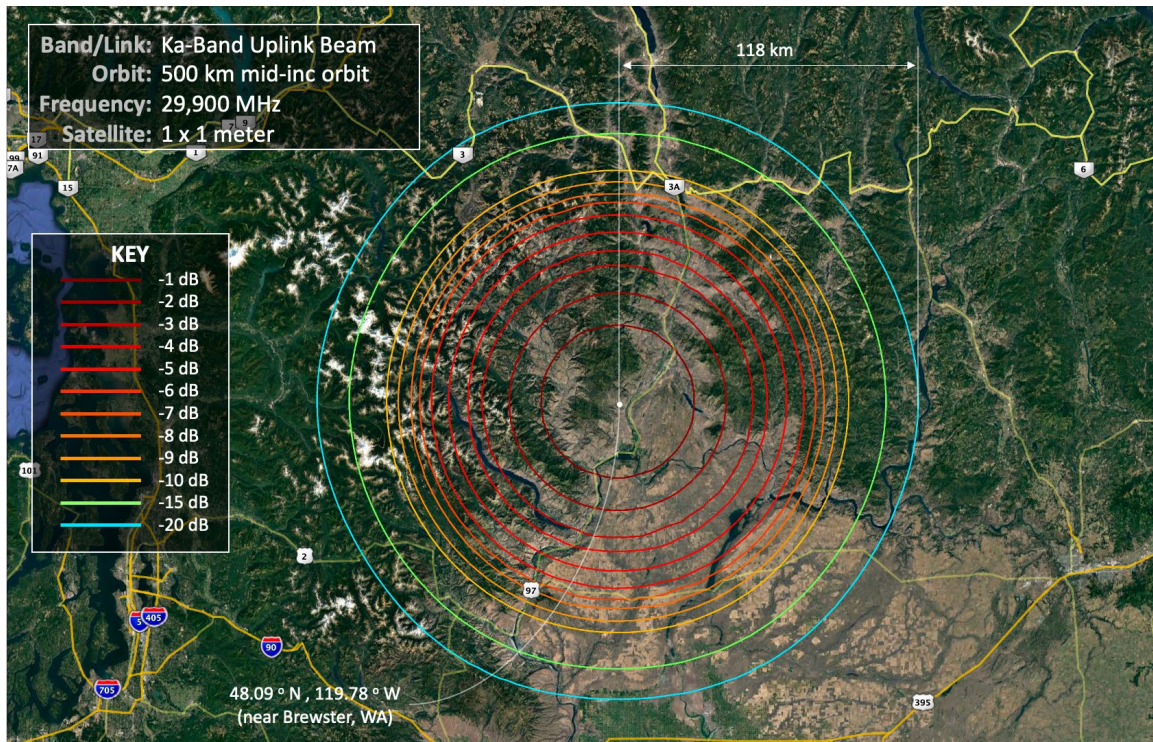 Band/Link: Ka-Band Uplink Beam
Orbit: 500 km mid-inc orbit
Frequency: 29,900 MHz
Satellite: 1 x 1 meter
118 km
7
9
17
91
99
7A
1
15
3
3A
6
KEY
-1 dB
-2 dB
-3 dB
-4 dB
-5 dB
-6 dB
-7 dB
-8 dB
-9 dB
-10 dB
-15 dB
-20 dB
101
2
97
5
405
90
705
395
48.09 º N , 119.78 º W
(near Brewster, WA)